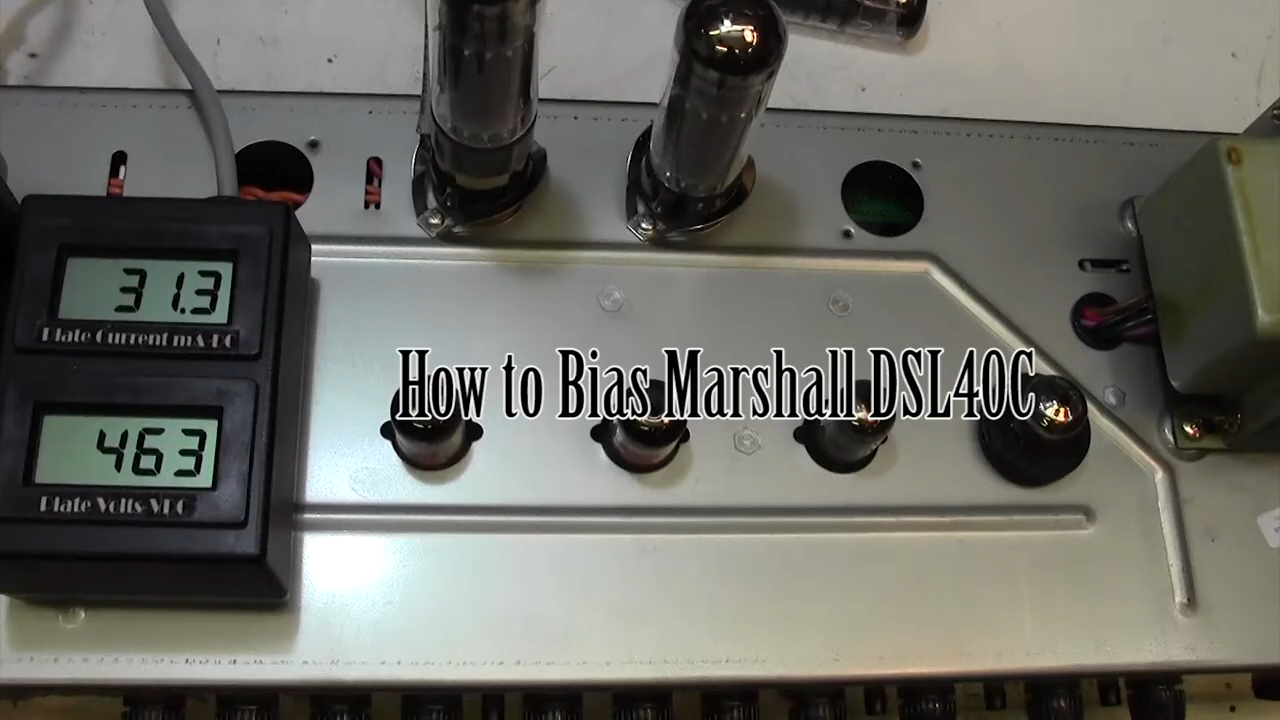 31.3
Plate Current mA-DC
How to Bias Marshall DSL40C
463
Plate Volts-VDC